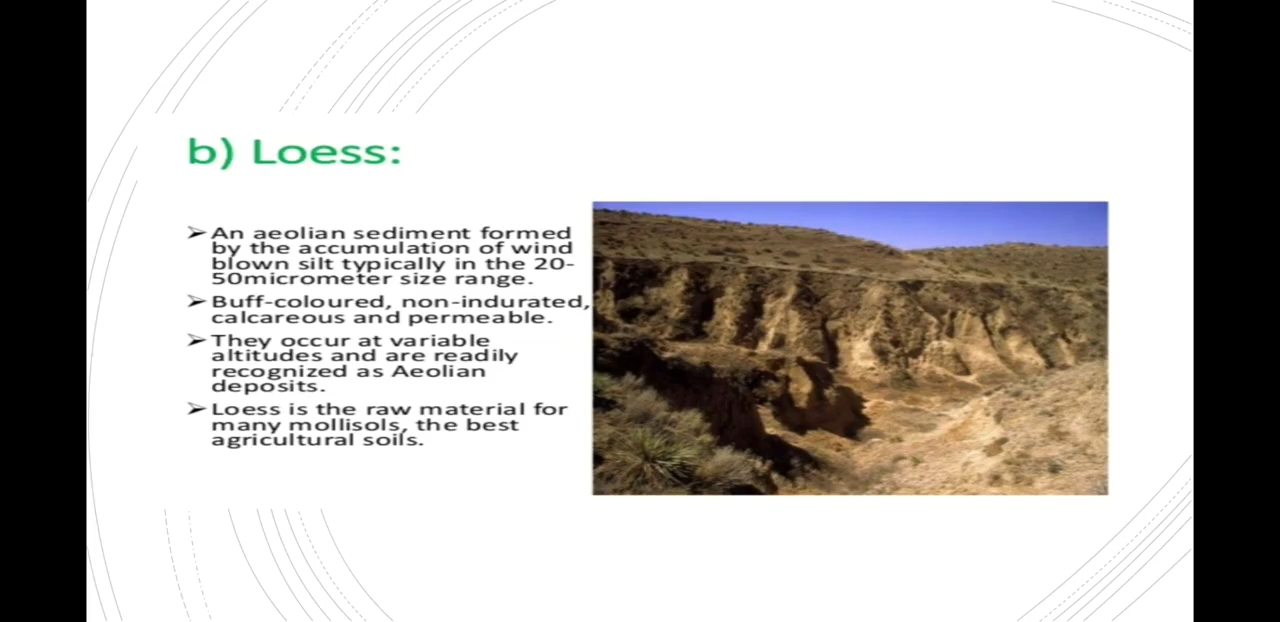 b) Loess:
➢An aeolian sediment formed
by the accumulation of wind
blown silt typically in the 20-
50micrometer size range.
➢Buff-coloured, non-indurated,
calcareous and permeable.
➢They occur at variable
altitudes and are readily
recognized as Aeolian
deposits.
➢Loess is the raw material for
many mollisols, the best
agricultural soils.